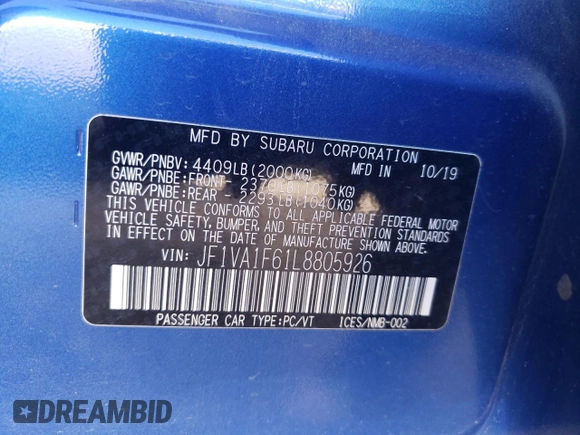 MFD BY SUBARU CORPORATION
GVWR/PNBV: 4409LB(2000KG) MFD IN 10/19
GAWR/PNBE:FRONT- 2370LB(1075KG)
GAWR/PNBE:REAR - 2293LB(1040KG)
THIS VEHICLE CONFORMS TO ALL APPLICABLE FEDERAL MOTOR
VEHICLE SAFETY, BUMPER, AND THEFT PREVENTION STANDARDS
IN EFFECT ON THE DATE OF MANUFACTURE SHOWN ABOVE.
VIN: JF1VA1F61L8805926
PASSENGER CAR TYPE:PC/VT ICES/NMB-002
DREAMBID